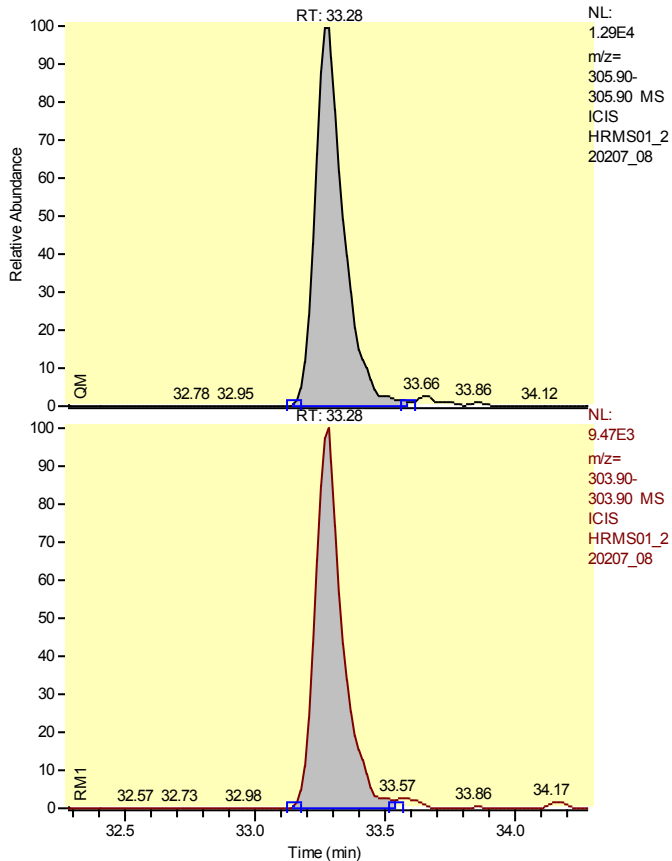 RT: 33.28
NL:
1.29E4
m/z=
305.90-
305.90 MS
ICIS
HRMS01_2
20207_08
100
90
80
70
60
50
40
30
20
10
0
Relative Abundance
QM
32.78 32.95 33.66 33.86 34.12
RT: 33.28
NL:
9.47E3
m/z=
303.90-
303.90 MS
ICIS
HRMS01_2
20207_08
100
90
80
70
60
50
40
30
20
10
0
RM1
32.57 32.73 32.98 33.57 33.86 34.17
32.5 33.0 33.5 34.0
Time (min)